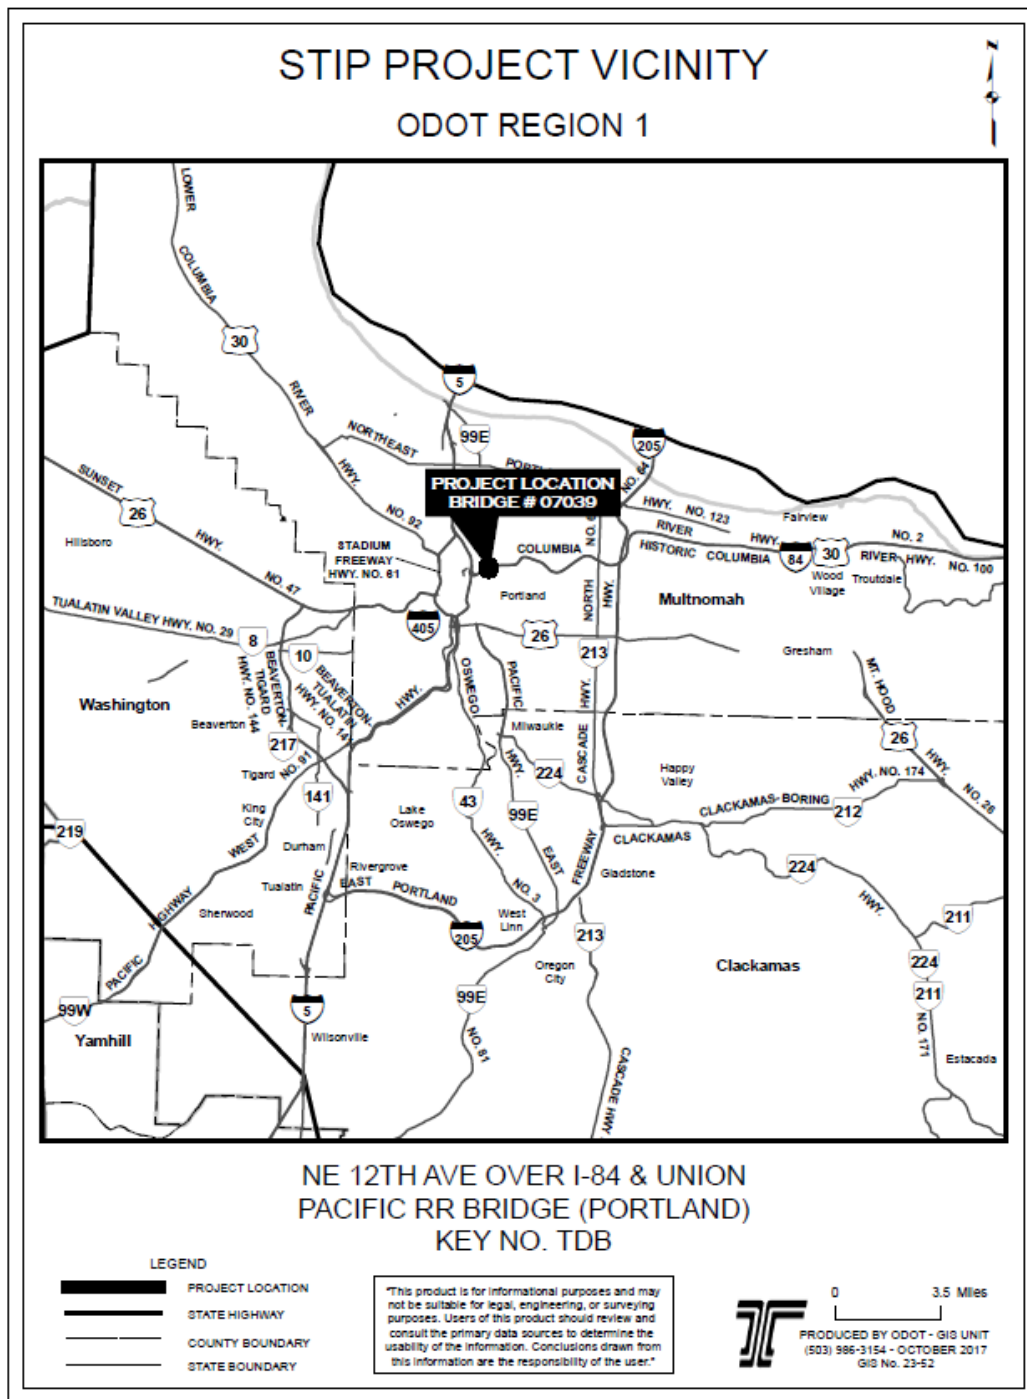 STIP PROJECT VICINITY
ODOT REGION 1
N
LOWER
COLUMBIA
30
RIVER
HWY.
NO. 92
5
99E
205
NORTHEAST
NO. 64
PROJECT LOCATION
BRIDGE # 07039
HWY. NO. 123
Fairview
SUNSET
26
HWY.
NO. 47
Hillsboro
STADIUM
FREEWAY
HWY. NO. 61
COLUMBIA
RIVER
HWY.
NO. 2
HISTORIC COLUMBIA
RIVER HWY. NO. 100
84
30
Wood
Village
Troutdale
Portland
Multnomah
NORTH
HWY.
TUALATIN VALLEY HWY. NO. 29
405
26
8
10
213
Gresham
BEAVERTON-
TIGARD
HWY. NO. 144
BEAVERTON-
TUALATIN
HWY. NO. 141
HWY.
OSWEGO
PACIFIC
HWY.
MT. HOOD
26
HWY.
NO. 26
Washington
Beaverton
Milwaukie
217
NO. 91
CASCADE HWY.
Tigard
224
Happy
Valley
HWY. NO. 174
141
43
99E
CLACKAMAS-BORING
212
King
City
Lake
Oswego
219
WEST
HWY.
EAST
CLACKAMAS
Durham
224
Rivergrove
FREEWAY
Gladstone
Tualatin
PACIFIC
EAST PORTLAND
NO. 3
HWY.
HIGHWAY
Sherwood
West
Linn
211
205
213
PACIFIC
Oregon
City
Clackamas
224
99E
211
99W
5
Yamhill
Wilsonville
NO. 81
NO. 171
CASCADE HWY
Estacada
NE 12TH AVE OVER I-84 & UNION
PACIFIC RR BRIDGE (PORTLAND)
KEY NO. TDB
LEGEND
PROJECT LOCATION
STATE HIGHWAY
COUNTY BOUNDARY
STATE BOUNDARY
"This product is for informational purposes and may
not be suitable for legal, engineering, or surveying
purposes. Users of this product should review and
consult the primary data sources to determine the
usability of the information. Conclusions drawn from
this information are the responsibility of the user."
0 3.5 Miles
PRODUCED BY ODOT - GIS UNIT
(503) 986-3154 - OCTOBER 2017
GIS No. 23-52